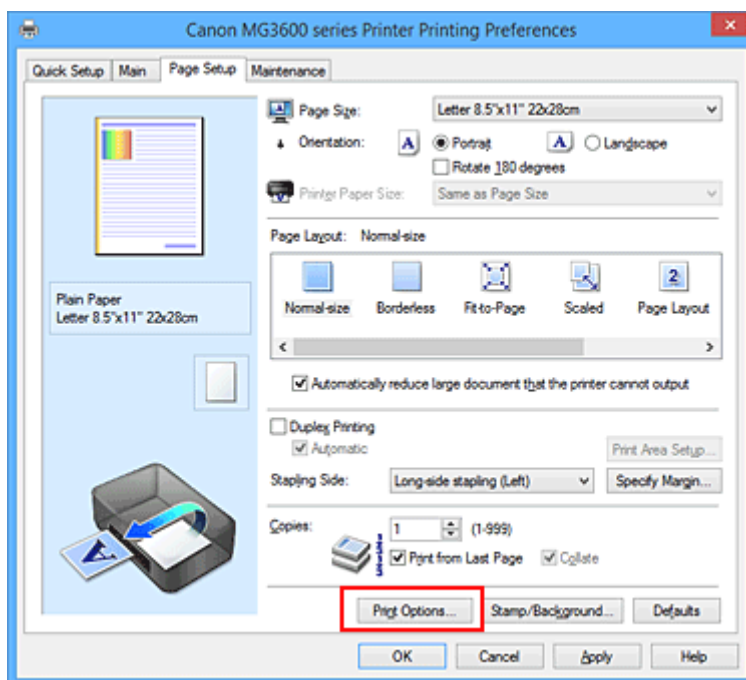 Canon MG3600 series Printer Printing Preferences
Quick Setup Main Page Setup Maintenance
Page Size: Letter 8.5"x11" 22x28cm
Orientation: A Portrait A Landscape
Rotate 180 degrees
Printer Paper Size: Same as Page Size
Page Layout: Normal-size
2
Normal-size Borderless Fit-to-Page Scaled Page Layout
Plain Paper
Letter 8.5"x11" 22x28cm
Automatically reduce large document that the printer cannot output
Duplex Printing
Automatic Print Area Setup...
Stapling Side: Long-side stapling (Left) Specify Margin...
Copies: 1 (1-999)
Print from Last Page Collate
A
Print Options... Stamp/Background... Defaults
OK Cancel Apply Help